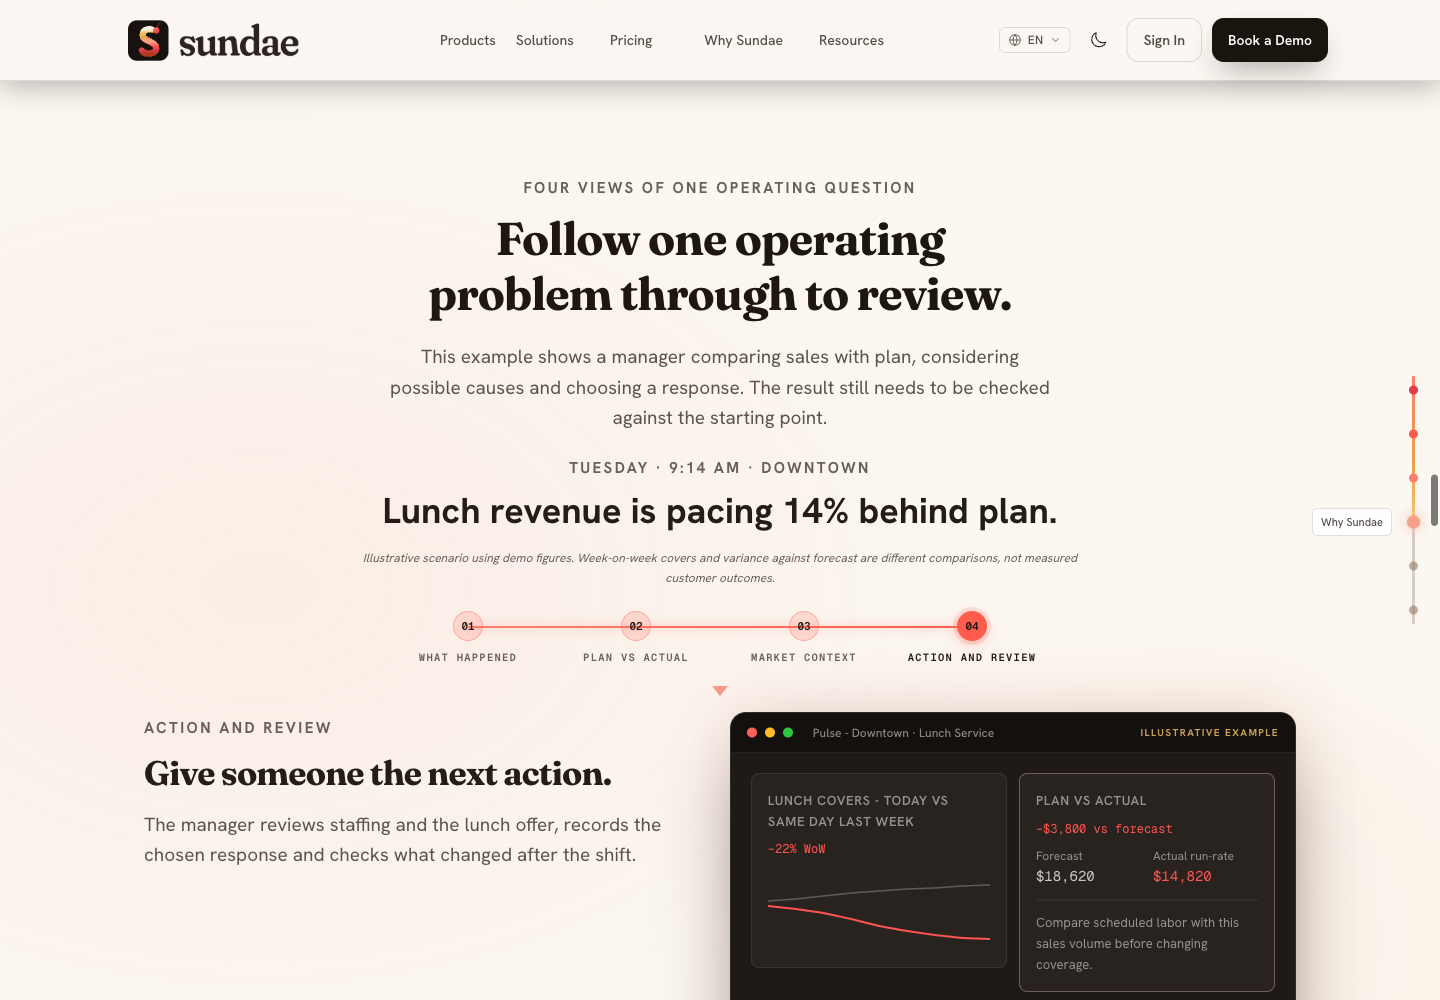 sundae
Products
Solutions
Pricing
Why Sundae
Resources
EN
Sign In
Book a Demo
FOUR VIEWS OF ONE OPERATING QUESTION
Follow one operating
problem through to review.
This example shows a manager comparing sales with plan, considering
possible causes and choosing a response. The result still needs to be checked
against the starting point.
TUESDAY · 9:14 AM · DOWNTOWN
Lunch revenue is pacing 14% behind plan.
Illustrative scenario using demo figures. Week-on-week covers and variance against forecast are different comparisons, not measured
customer outcomes.
Why Sundae
01
02
03
04
WHAT HAPPENED
PLAN VS ACTUAL
MARKET CONTEXT
ACTION AND REVIEW
ACTION AND REVIEW
Give someone the next action.
The manager reviews staffing and the lunch offer, records the
chosen response and checks what changed after the shift.
Pulse - Downtown · Lunch Service
ILLUSTRATIVE EXAMPLE
LUNCH COVERS - TODAY VS
SAME DAY LAST WEEK
-22% WoW
PLAN VS ACTUAL
-$3,800 vs forecast
Forecast
Actual run-rate
$18,620
$14,820
Compare scheduled labor with this
sales volume before changing
coverage.